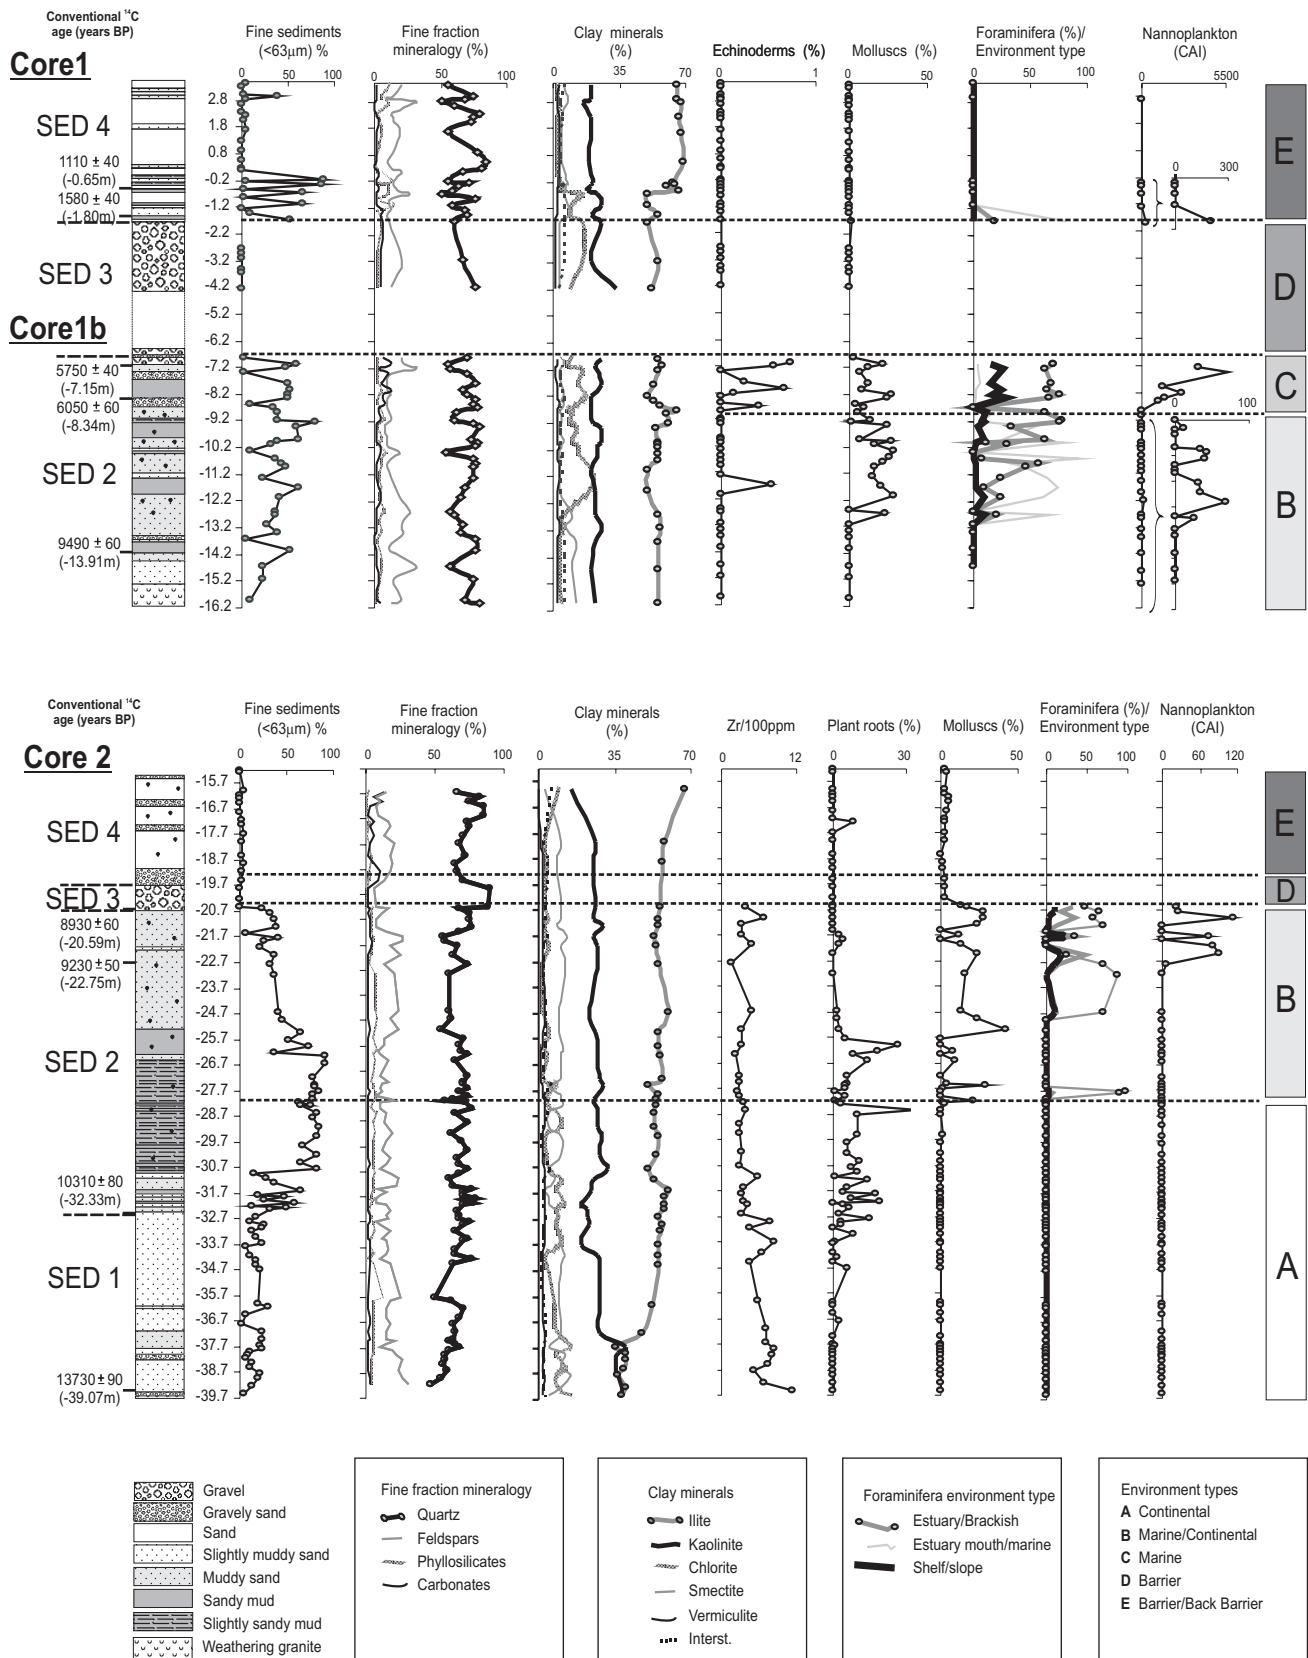 Conventional ¹⁴C
age (years BP)
Fine sediments
(<63µm) %
Fine fraction
mineralogy (%)
Clay minerals
(%)
Echinoderms (%)
Molluscs (%)
Foraminifera (%)/
Environment type
Nannoplankton
(CAI)
Core1
0 50 100
0 100
0 35 70
0 1
0 50
0 50 100
0 5500
SED 4
2.8
1.8
0.8
-0.2
-1.2
-2.2
-3.2
-4.2
-5.2
-6.2
-7.2
-8.2
-9.2
-10.2
-11.2
-12.2
-13.2
-14.2
-15.2
-16.2
1110 ± 40
(-0.65m)
1580 ± 40
(-1.80m)
0 300
E
SED 3
D
Core1b
5750 ± 40
(-7.15m)
6050 ± 60
(-8.34m)
C
0 100
SED 2
B
9490 ± 60
(-13.91m)
Conventional ¹⁴C
age (years BP)
Fine sediments
(<63µm) %
Fine fraction
mineralogy (%)
Clay minerals
(%)
Zr/100ppm
Plant roots (%)
Molluscs (%)
Foraminifera (%)/
Environment type
Nannoplankton
(CAI)
Core 2
0 50 100
0 50 100
0 35 70
0 12
0 30
0 50
0 50 100
0 60 120
-15.7
-16.7
-17.7
-18.7
-19.7
-20.7
-21.7
-22.7
-23.7
-24.7
-25.7
-26.7
-27.7
-28.7
-29.7
-30.7
-31.7
-32.7
-33.7
-34.7
-35.7
-36.7
-37.7
-38.7
-39.7
SED 4
E
SED 3
D
8930 ± 60
(-20.59m)
9230 ± 50
(-22.75m)
SED 2
B
10310 ± 80
(-32.33m)
SED 1
A
13730 ± 90
(-39.07m)
Gravel
Gravely sand
Sand
Slightly muddy sand
Muddy sand
Sandy mud
Slightly sandy mud
Weathering granite
Fine fraction mineralogy
Quartz
Feldspars
Phyllosilicates
Carbonates
Clay minerals
Ilite
Kaolinite
Chlorite
Smectite
Vermiculite
Interst.
Foraminifera environment type
Estuary/Brackish
Estuary mouth/marine
Shelf/slope
Environment types
A Continental
B Marine/Continental
C Marine
D Barrier
E Barrier/Back Barrier